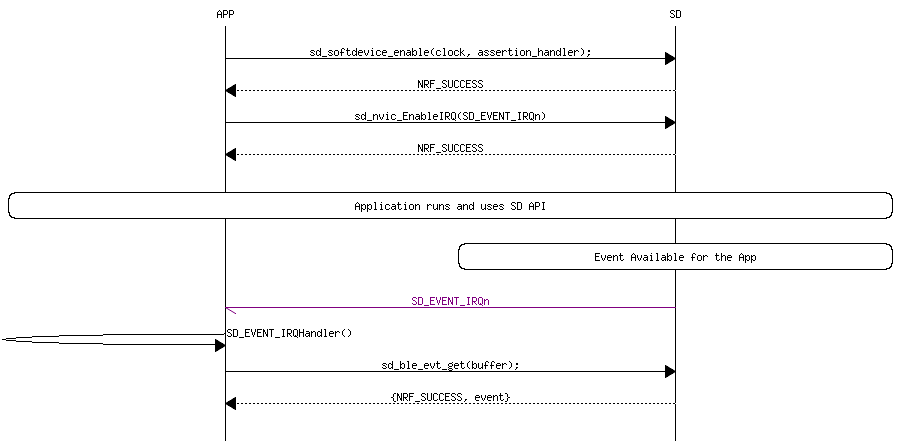 APP SD
sd_softdevice_enable(clock, assertion_handler);
NRF_SUCCESS
sd_nvic_EnableIRQ(SD_EVENT_IRQn)
NRF_SUCCESS
Application runs and uses SD API
Event Available for the App
SD_EVENT_IRQn
SD_EVENT_IRQHandler()
sd_ble_evt_get(buffer);
{NRF_SUCCESS, event}